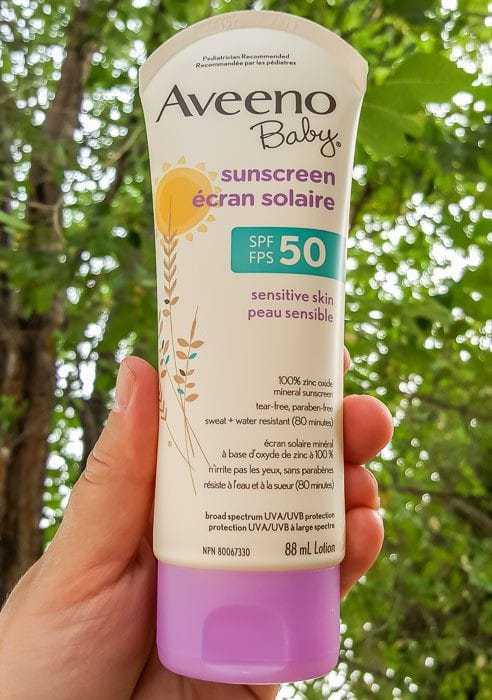 Pediatrician Recommended
Recommandée par les pédiatres
Aveeno
Baby®
sunscreen
écran solaire
SPF
FPS 50
sensitive skin
peau sensible
100% zinc oxide
mineral sunscreen
tear-free, paraben-free
sweat + water resistant (80 minutes)
écran solaire minéral
à base d'oxyde de zinc à 100 %
n'irrite pas les yeux, sans parabènes
résiste à l'eau et à la sueur (80 minutes)
broad spectrum UVA/UVB protection
protection UVA/UVB à large spectre
NPN 80067330
88 mL Lotion